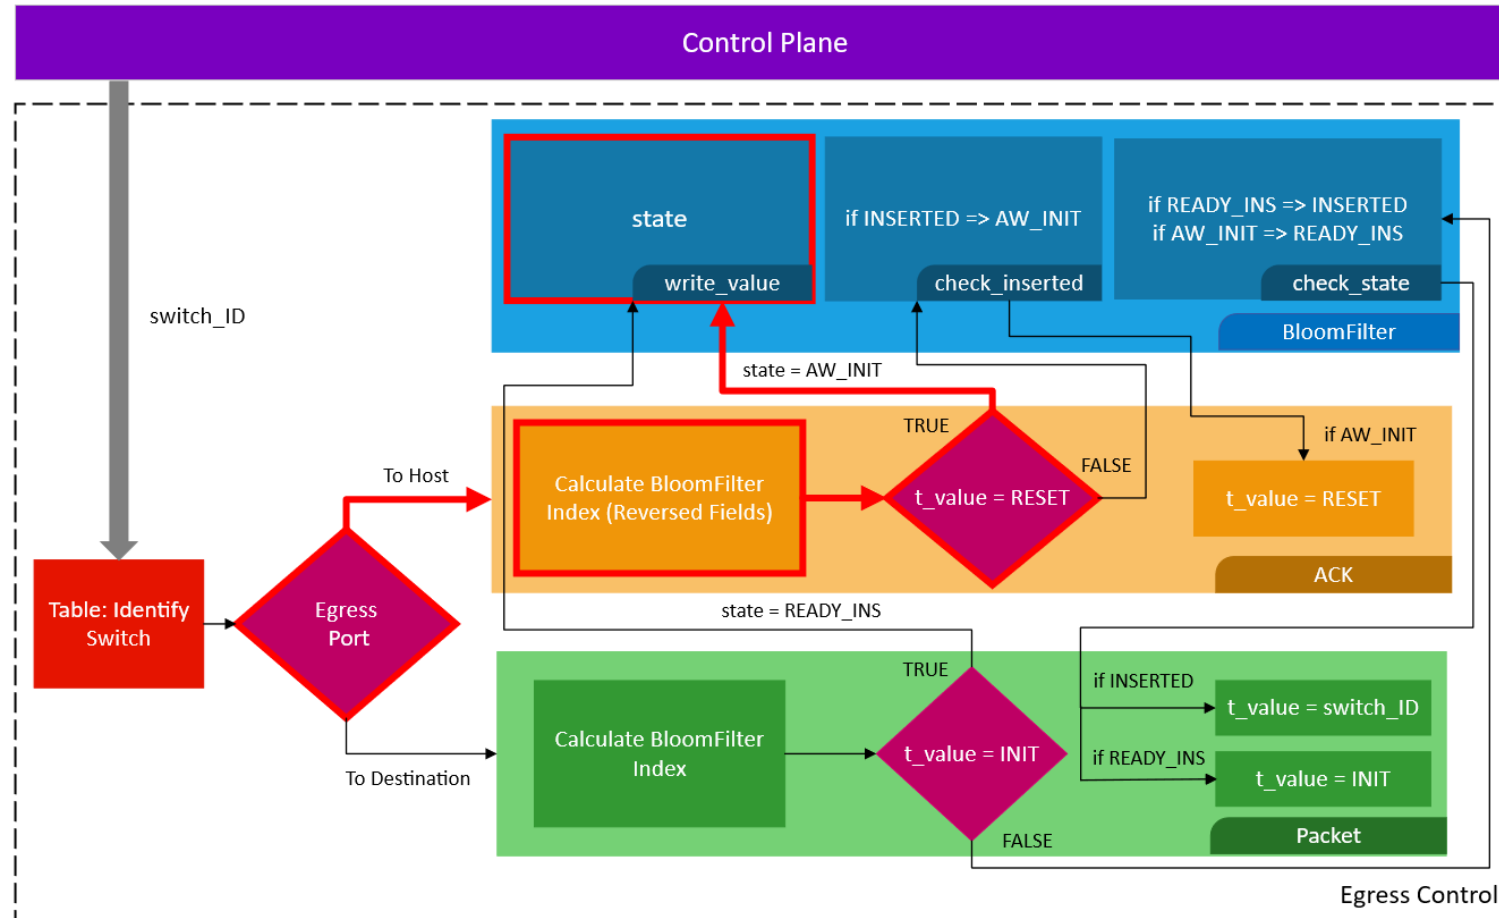 Control Plane
switch_ID
state
write_value
if INSERTED => AW_INIT
check_inserted
if READY_INS => INSERTED
if AW_INIT => READY_INS
check_state
BloomFilter
state = AW_INIT
TRUE
FALSE
if AW_INIT
To Host
Calculate BloomFilter
Index (Reversed Fields)
t_value = RESET
t_value = RESET
ACK
Table: Identify
Switch
Egress
Port
state = READY_INS
TRUE
if INSERTED
t_value = switch_ID
Calculate BloomFilter
Index
t_value = INIT
if READY_INS
t_value = INIT
To Destination
FALSE
Packet
Egress Control